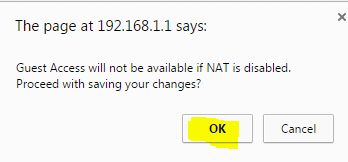 The page at 192.168.1.1 says:
Guest Access will not be available if NAT is disabled.
Proceed with saving your changes?
OK
Cancel